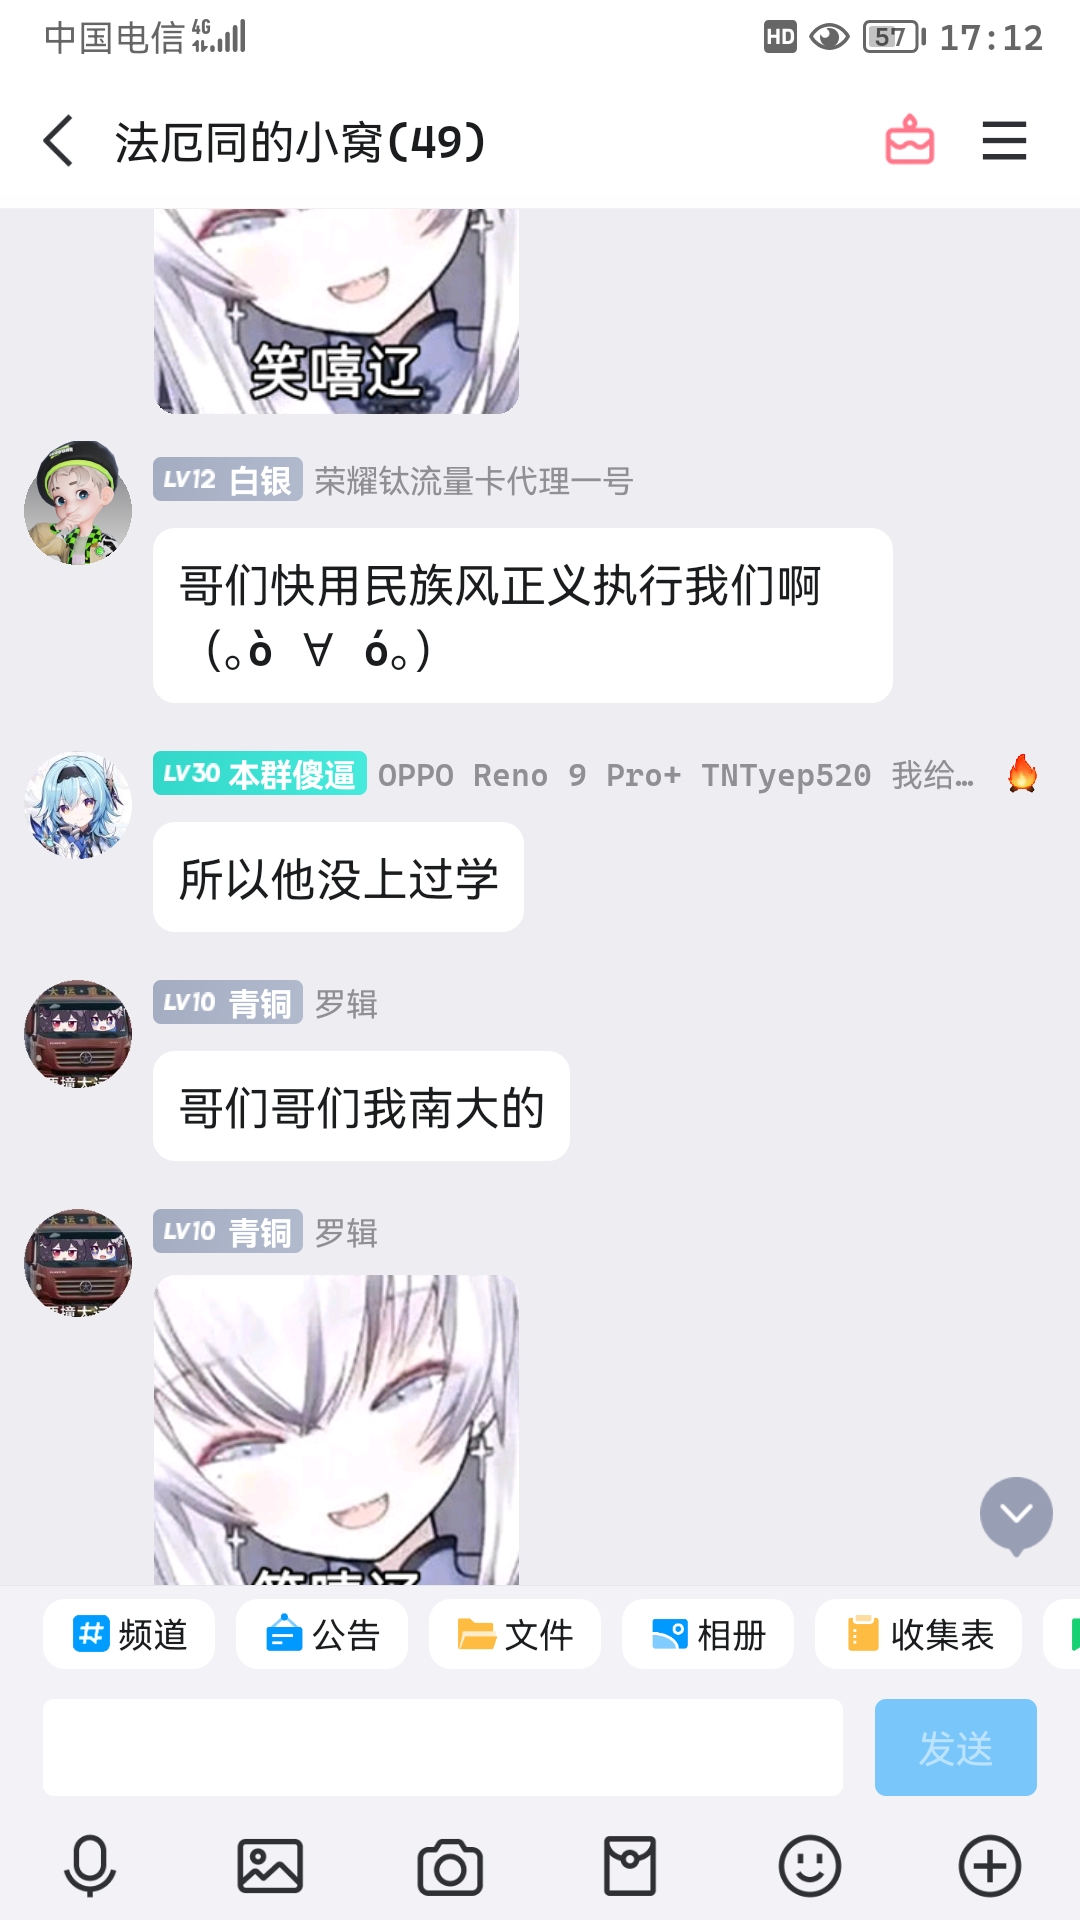 中国电信 4G HD 57 17:12
法厄同的小窝(49)
笑嘻辽
LV12 白银 荣耀钛流量卡代理一号
哥们快用民族风正义执行我们啊
(｡ò ∀ ó｡)
LV30 本群傻逼 OPPO Reno 9 Pro+ TNTyep520 我给…
所以他没上过学
LV10 青铜 罗辑
哥们哥们我南大的
LV10 青铜 罗辑
频道 公告 文件 相册 收集表
发送